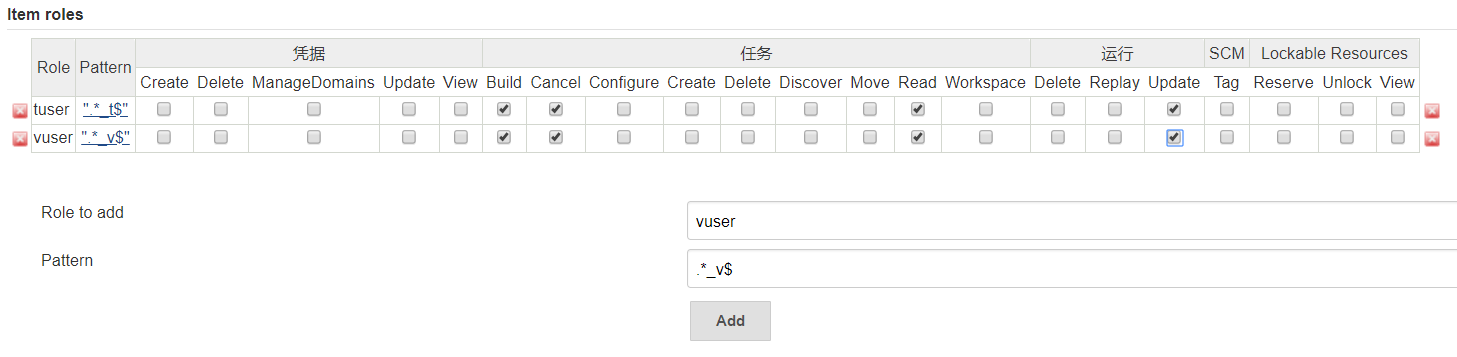 Item roles
Role Pattern 凭据 任务 运行 SCM Lockable Resources
Create Delete ManageDomains Update View Build Cancel Configure Create Delete Discover Move Read Workspace Delete Replay Update Tag Reserve Unlock View
tuser ".*_t$"
vuser ".*_v$"
Role to add vuser
Pattern .*_v$
Add